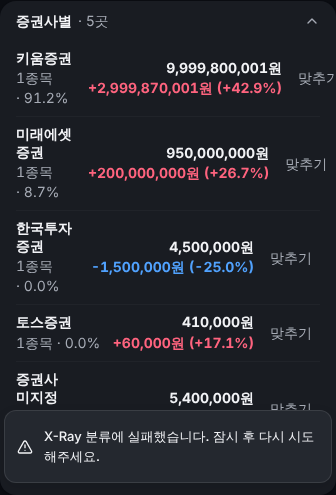 증권사별 · 5곳
키움증권
9,999,800,001원
1종목
· 91.2%
+2,999,870,001원 (+42.9%)
맞추기
미래에셋
증권
950,000,000원
1종목
· 8.7%
+200,000,000원 (+26.7%)
맞추기
한국투자
증권
4,500,000원
1종목
· 0.0%
-1,500,000원 (-25.0%)
맞추기
토스증권
410,000원
1종목 · 0.0%
+60,000원 (+17.1%)
맞추기
증권사
미지정
5,400,000원
맞추기
X-Ray 분류에 실패했습니다. 잠시 후 다시 시도
해주세요.